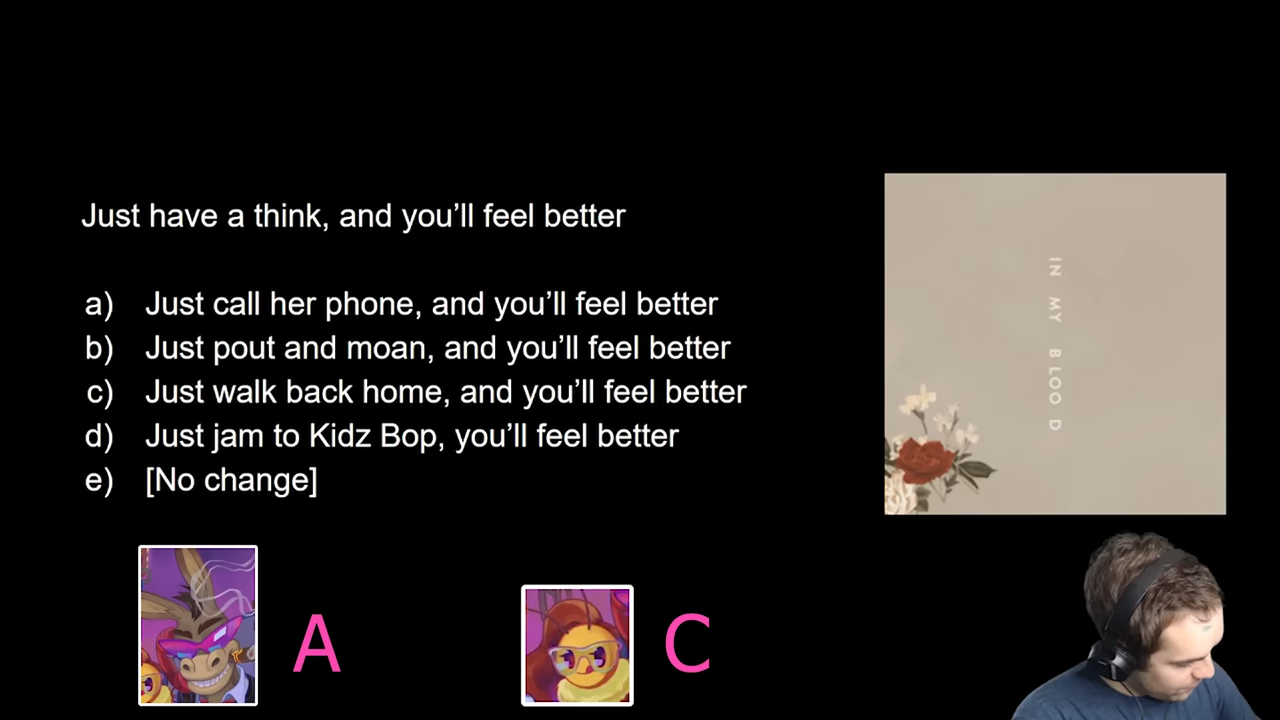 Just have a think, and you’ll feel better
a) Just call her phone, and you’ll feel better
b) Just pout and moan, and you’ll feel better
c) Just walk back home, and you’ll feel better
d) Just jam to Kidz Bop, you’ll feel better
e) [No change]
IN MY BLOOD
A
C